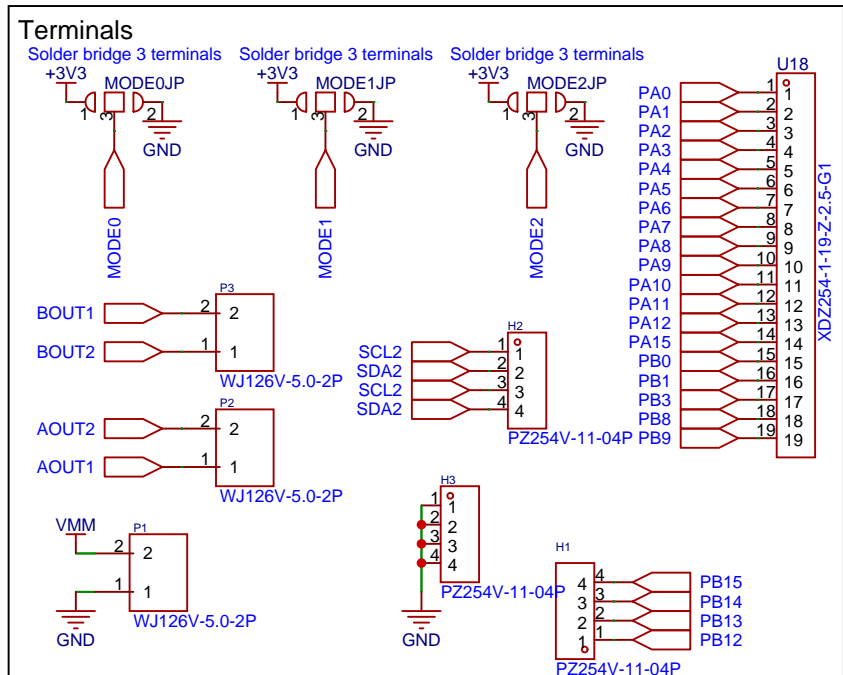 Terminals
Solder bridge 3 terminals
Solder bridge 3 terminals
Solder bridge 3 terminals
+3V3
MODE0JP
1
3
2
GND
MODE0
+3V3
MODE1JP
1
3
2
GND
MODE1
+3V3
MODE2JP
1
3
2
GND
MODE2
U18
PA0 1 1
PA1 2 2
PA2 3 3
PA3 4 4
PA4 5 5
PA5 6 6
PA6 7 7
PA7 8 8
PA8 9 9
PA9 10 10
PA10 11 11
PA11 12 12
PA12 13 13
PA15 14 14
PB0 15 15
PB1 16 16
PB3 17 17
PB8 18 18
PB9 19 19
XDZ254-1-19-Z-2.5-G1
P3
BOUT1 2 2
BOUT2 1 1
WJ126V-5.0-2P
P2
AOUT2 2 2
AOUT1 1 1
WJ126V-5.0-2P
VMM
P1
2 2
1 1
GND
WJ126V-5.0-2P
H2
SCL2 1 1
SDA2 2 2
SCL2 3 3
SDA2 4 4
PZ254V-11-04P
H3
1 1
2 2
3 3
4 4
PZ254V-11-04P
GND
H1
4 4 PB15
3 3 PB14
2 2 PB13
1 1 PB12
PZ254V-11-04P